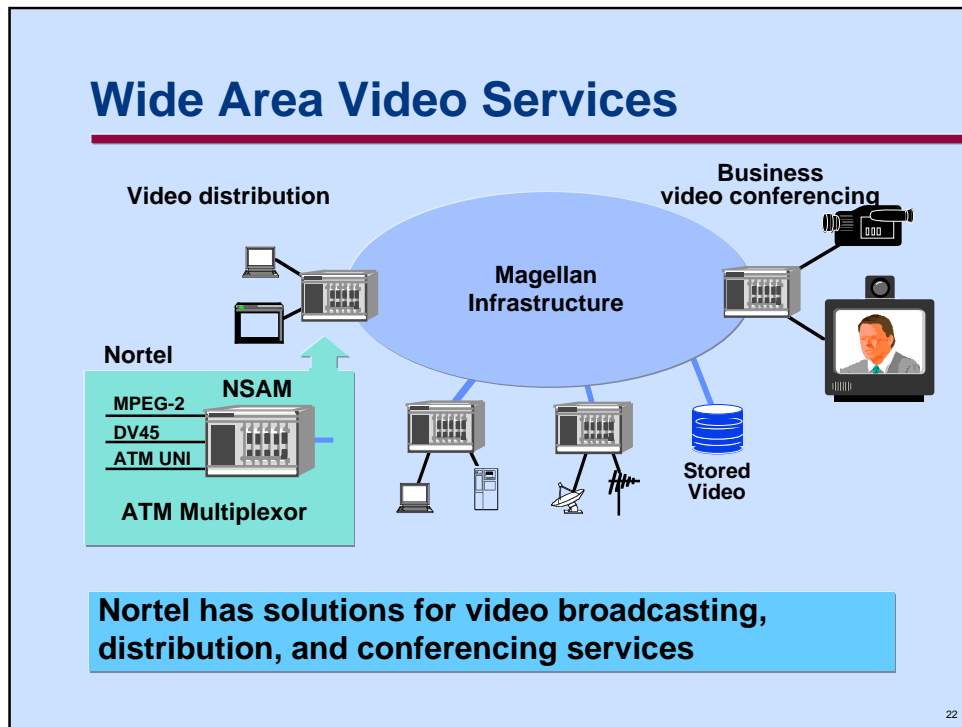 Wide Area Video Services
Video distribution
Business
video conferencing
Magellan
Infrastructure
Nortel
NSAM
MPEG-2
DV45
ATM UNI
ATM Multiplexor
Stored
Video
Nortel has solutions for video broadcasting,
distribution, and conferencing services
22